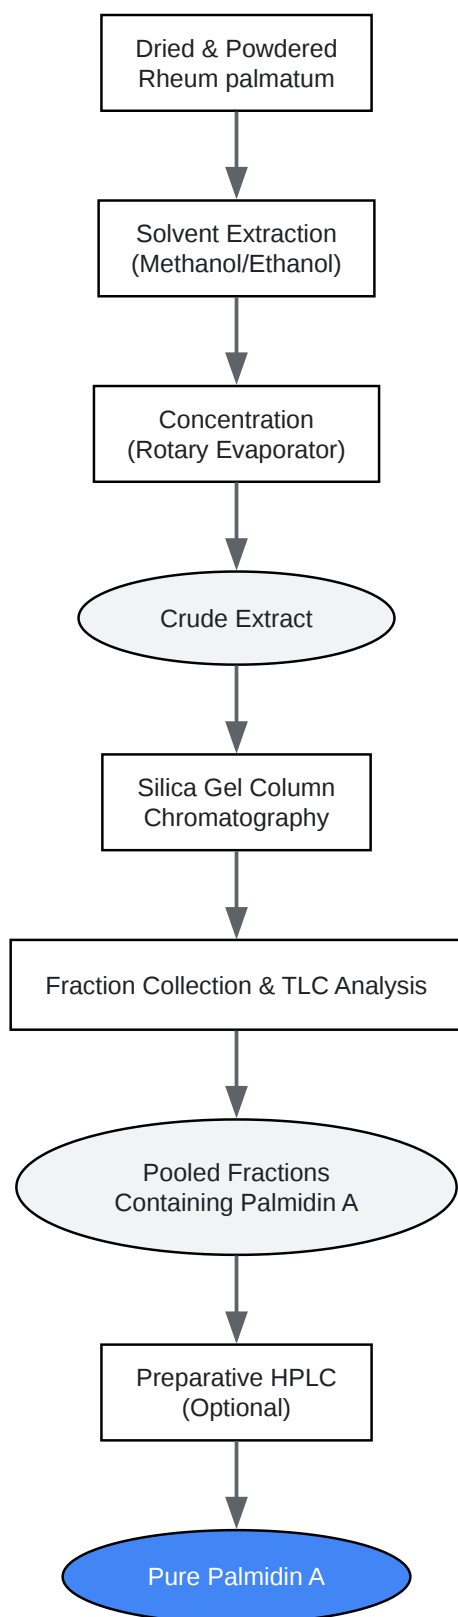 Dried & Powdered
Rheum palmatum
Solvent Extraction
(Methanol/Ethanol)
Concentration
(Rotary Evaporator)
Crude Extract
Silica Gel Column
Chromatography
Fraction Collection & TLC Analysis
Pooled Fractions
Containing Palmidin A
Preparative HPLC
(Optional)
Pure Palmidin A